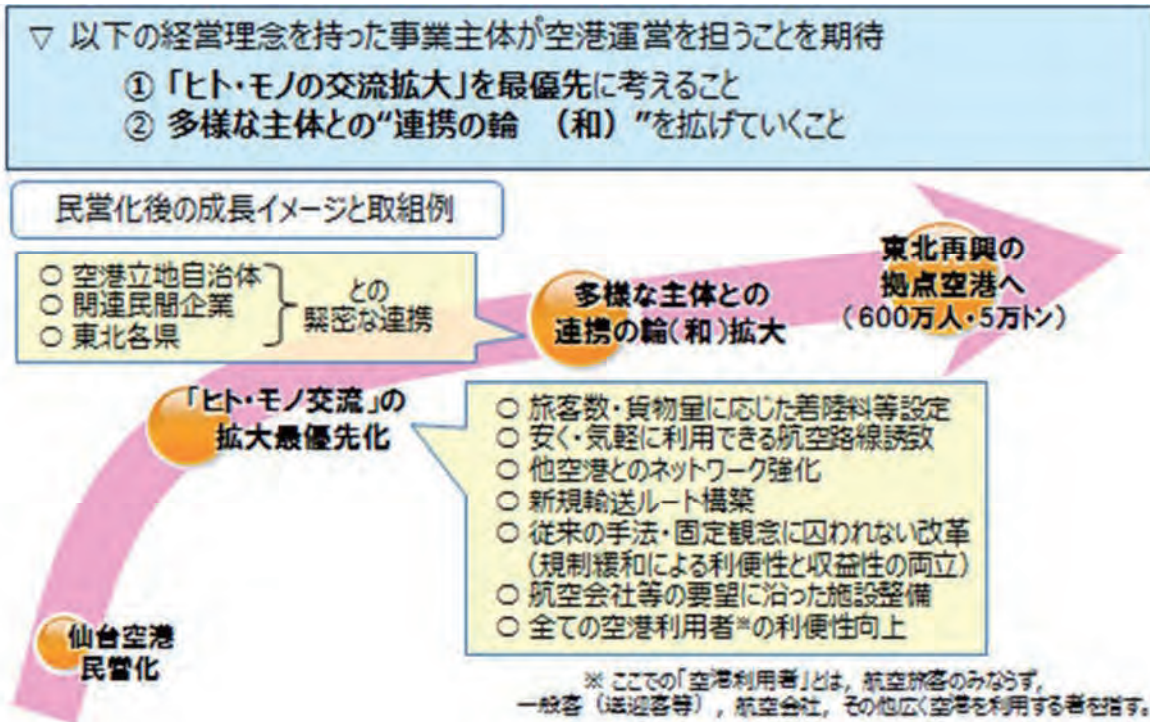 ▽ 以下の経営理念を持った事業主体が空港運営を担うことを期待
① 「ヒト・モノの交流拡大」を最優先に考えること
② 多様な主体との“連携の輪 (和)”を拡げていくこと
民営化後の成長イメージと取組例
○ 空港立地自治体
○ 関連民間企業
○ 東北各県
との
緊密な連携
多様な主体との
連携の輪(和)拡大
東北再興の
拠点空港へ
(600万人・5万トン)
「ヒト・モノ交流」の
拡大最優先化
○ 旅客数・貨物量に応じた着陸料等設定
○ 安く・気軽に利用できる航空路線誘致
○ 他空港とのネットワーク強化
○ 新規輸送ルート構築
○ 従来の手法・固定観念に囚われない改革
(規制緩和による利便性と収益性の両立)
○ 航空会社等の要望に沿った施設整備
○ 全ての空港利用者※の利便性向上
仙台空港
民営化
※ ここでの「空港利用者」とは,航空旅客のみならず,
一般客(送迎客等),航空会社,その他広く空港を利用する者を指す。